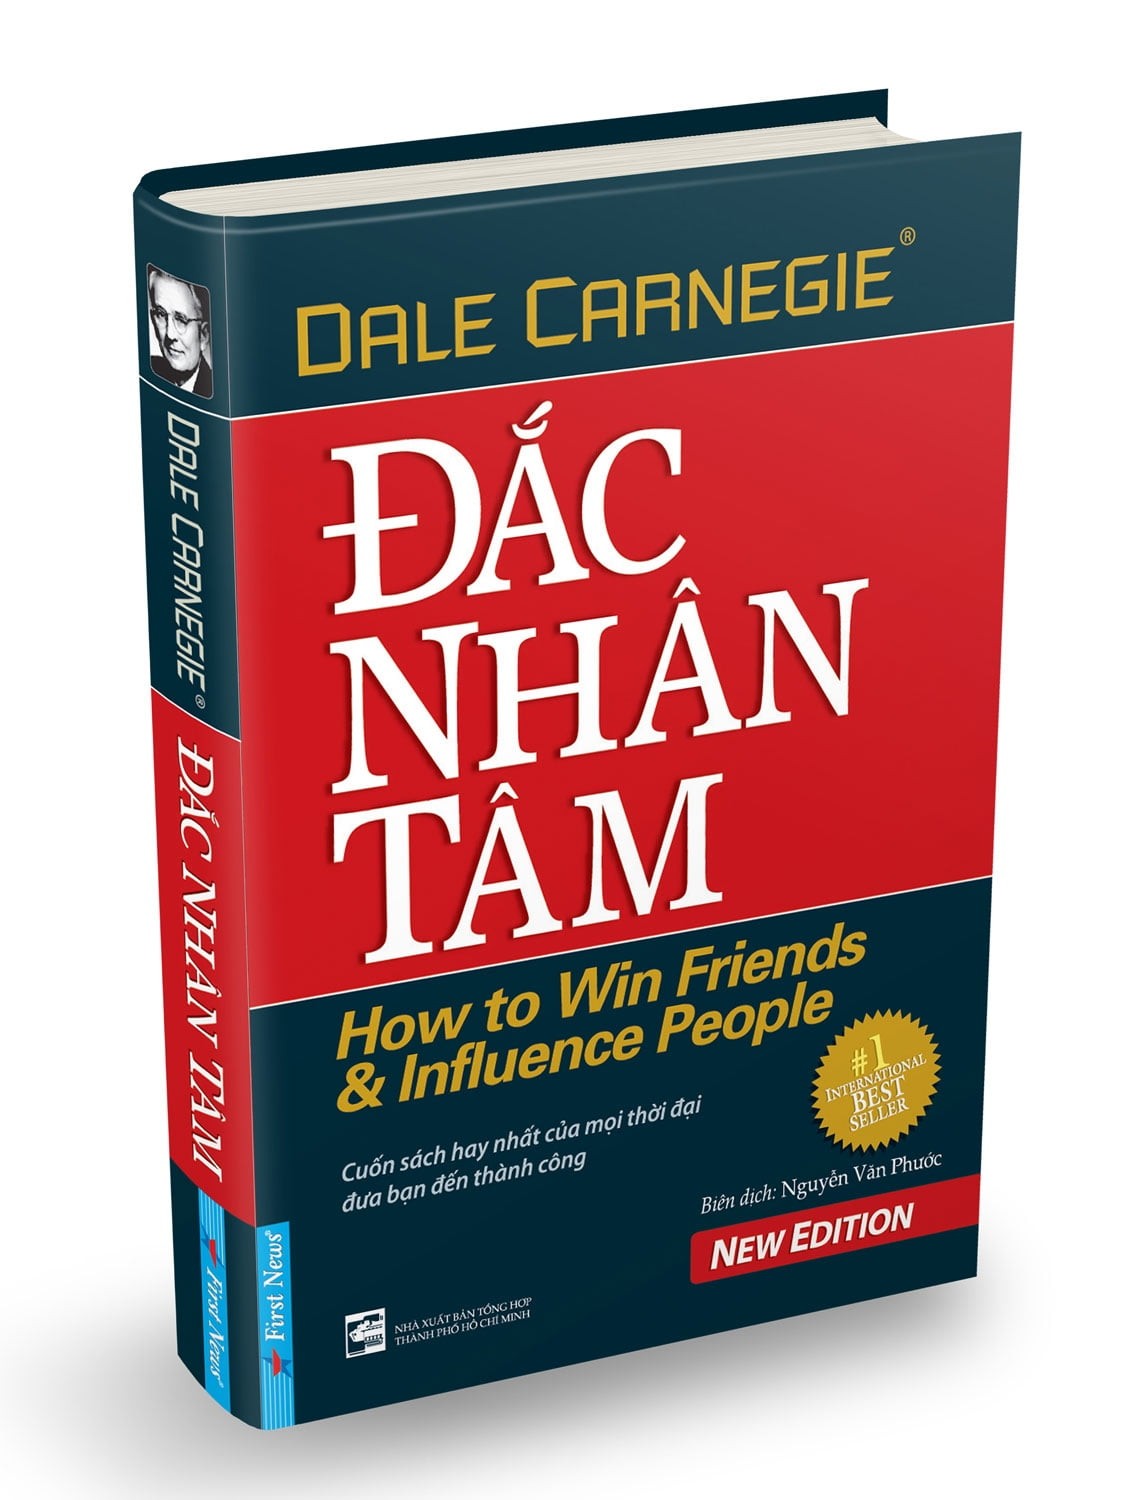 DALE CARNEGIE®
ĐẮC
NHÂN
TÂM
How to Win Friends
& Influence People
#1
INTERNATIONAL
BEST
SELLER
Cuốn sách hay nhất của mọi thời đại
đưa bạn đến thành công
Biên dịch: Nguyễn Văn Phước
NEW EDITION
First News®
NHÀ XUẤT BẢN TỔNG HỢP
THÀNH PHỐ HỒ CHÍ MINH
DALE CARNEGIE®
ĐẮC NHÂN TÂM
First News®